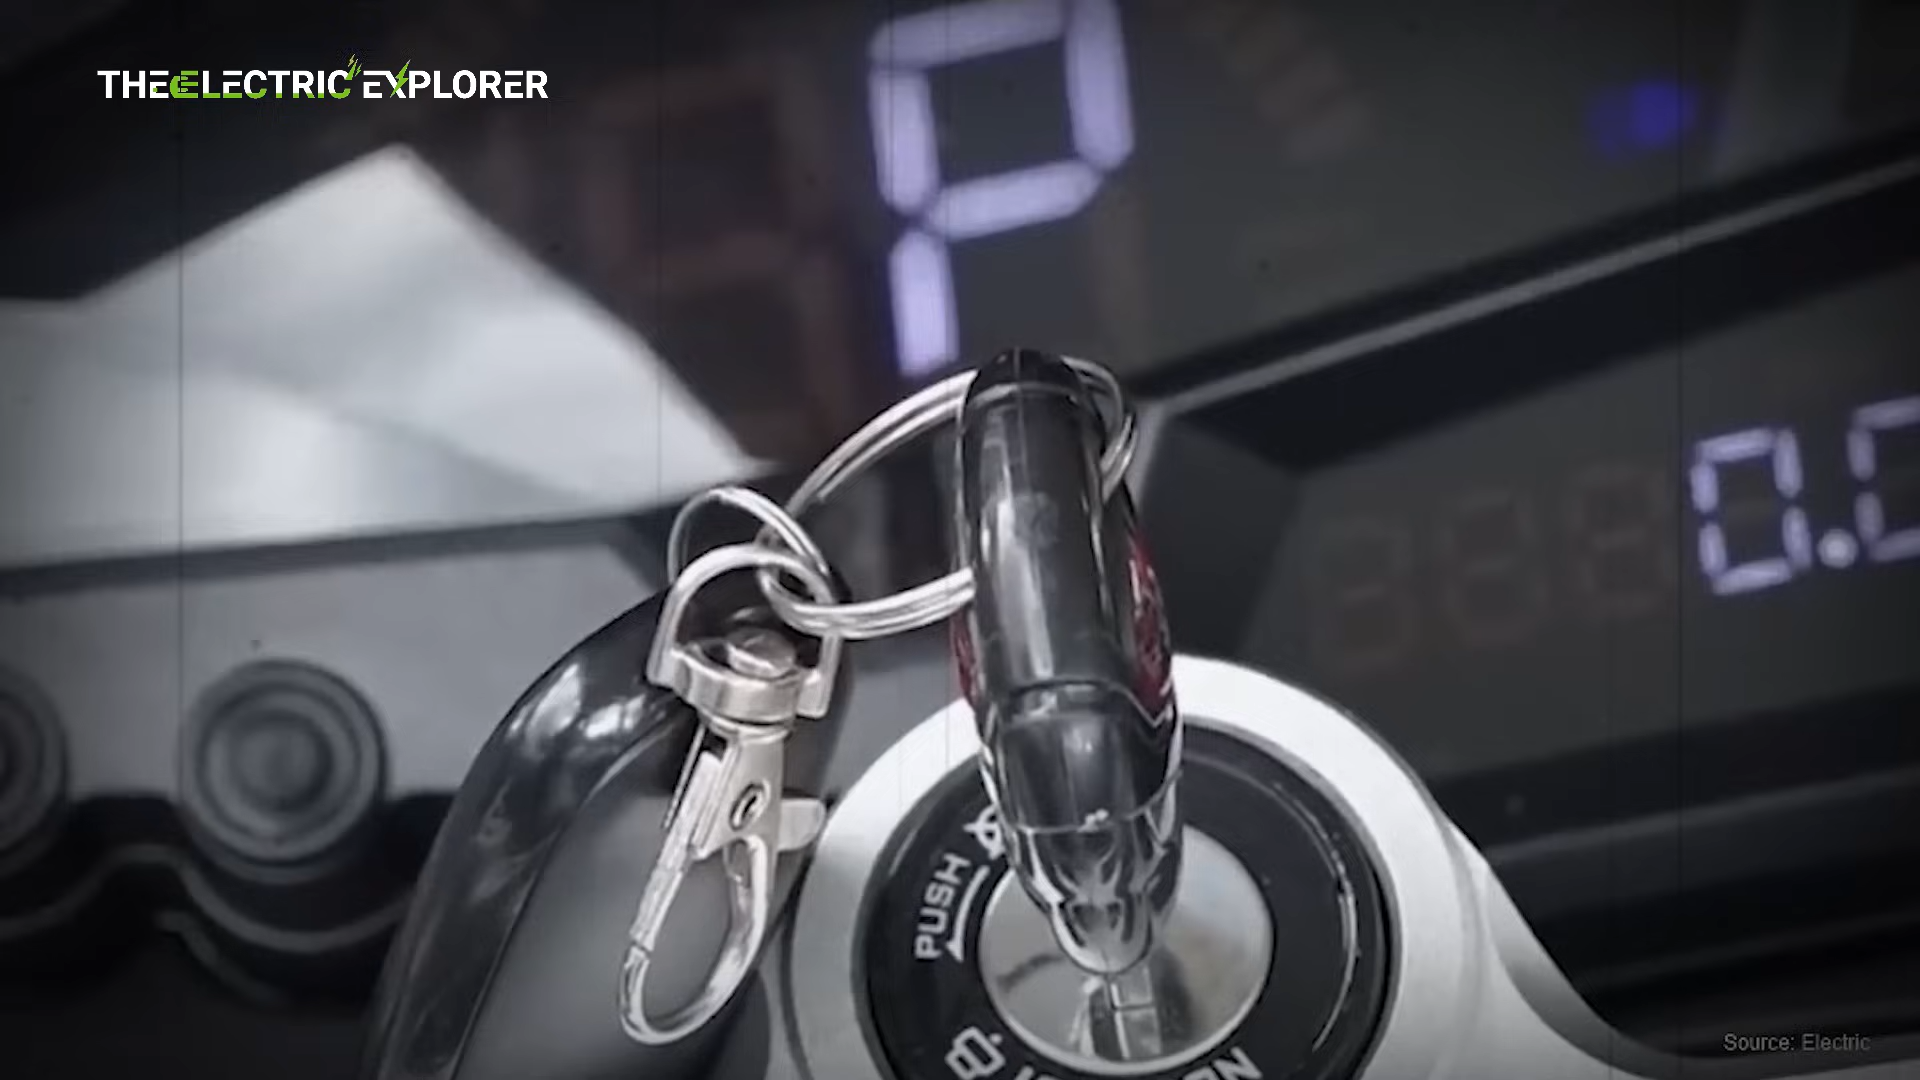 THE ELECTRIC EXPLORER
P
0.0
PUSH
Source: Electric